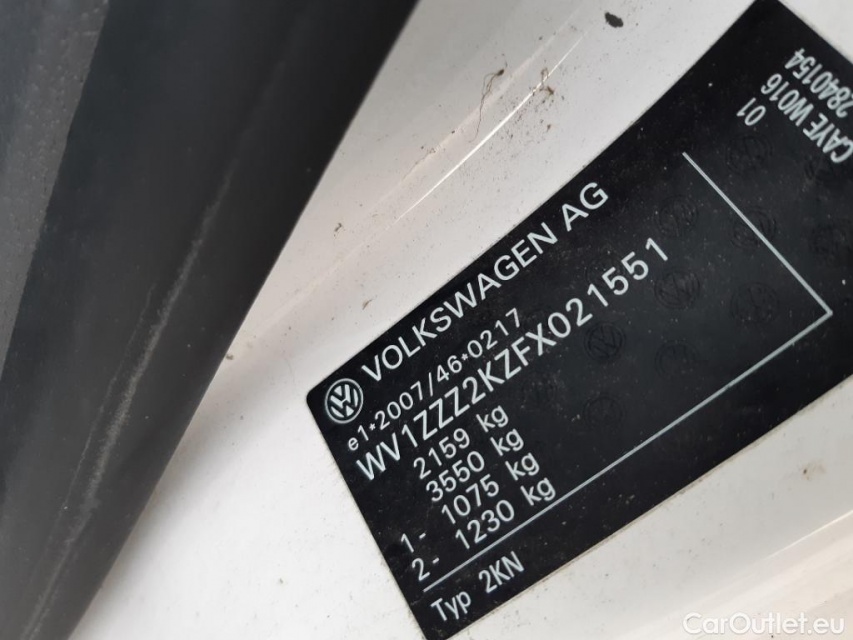 VOLKSWAGEN AG
e1*2007/46*0217
WV1ZZZ2KZFX021551
2159 kg
3550 kg
1- 1075 kg
2- 1230 kg
Typ 2KN
01
CAYE W016
2840154
CarOutlet.eu